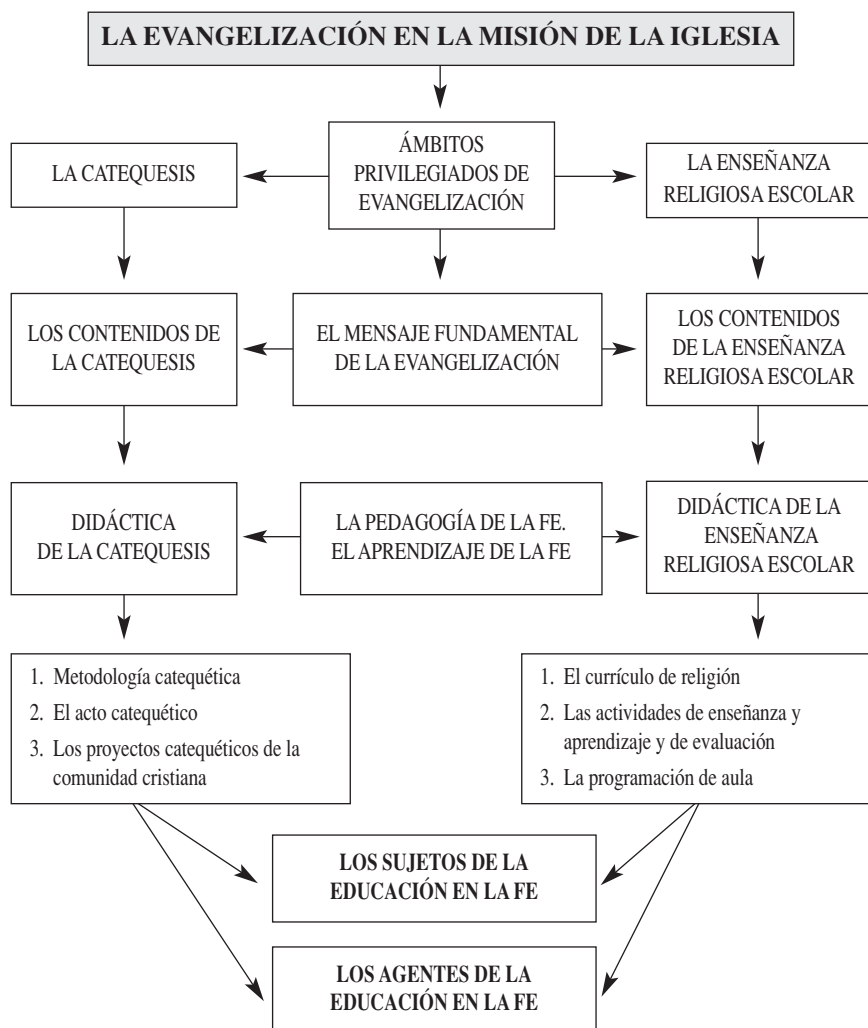 LA EVANGELIZACIÓN EN LA MISIÓN DE LA IGLESIA
LA CATEQUESIS
ÁMBITOS
PRIVILEGIADOS DE
EVANGELIZACIÓN
LA ENSEÑANZA
RELIGIOSA ESCOLAR
LOS CONTENIDOS DE
LA CATEQUESIS
EL MENSAJE FUNDAMENTAL
DE LA EVANGELIZACIÓN
LOS CONTENIDOS
DE LA ENSEÑANZA
RELIGIOSA ESCOLAR
DIDÁCTICA
DE LA CATEQUESIS
LA PEDAGOGÍA DE LA FE.
EL APRENDIZAJE DE LA FE
DIDÁCTICA DE LA
ENSEÑANZA
RELIGIOSA ESCOLAR
1. Metodología catequética
2. El acto catequético
3. Los proyectos catequéticos de la
comunidad cristiana
1. El currículo de religión
2. Las actividades de enseñanza y
aprendizaje y de evaluación
3. La programación de aula
LOS SUJETOS DE LA
EDUCACIÓN EN LA FE
LOS AGENTES DE LA
EDUCACIÓN EN LA FE